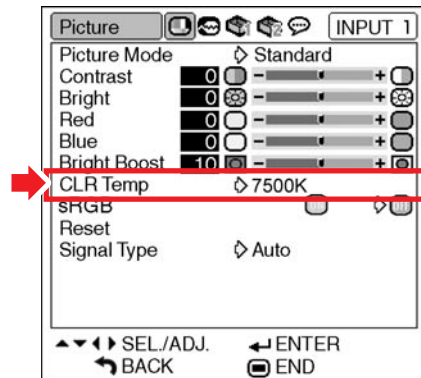 Picture INPUT 1
Picture Mode Standard
Contrast 0 - +
Bright 0 - +
Red 0 - +
Blue 0 - +
Bright Boost 10 - +
CLR Temp 7500K
sRGB
Reset
Signal Type Auto
SEL./ADJ. ENTER
BACK END